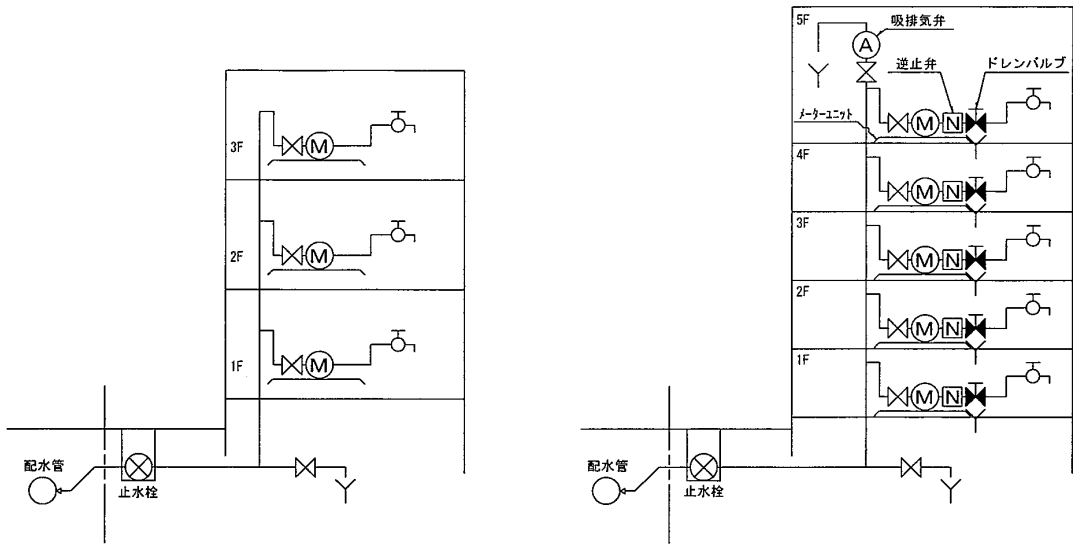 3F
M
2F
M
1F
M
配水管
止水栓
5F
吸排気弁
A
逆止弁
ドレンバルブ
メーターユニット
M N
4F
M N
3F
M N
2F
M N
1F
M N
配水管
止水栓